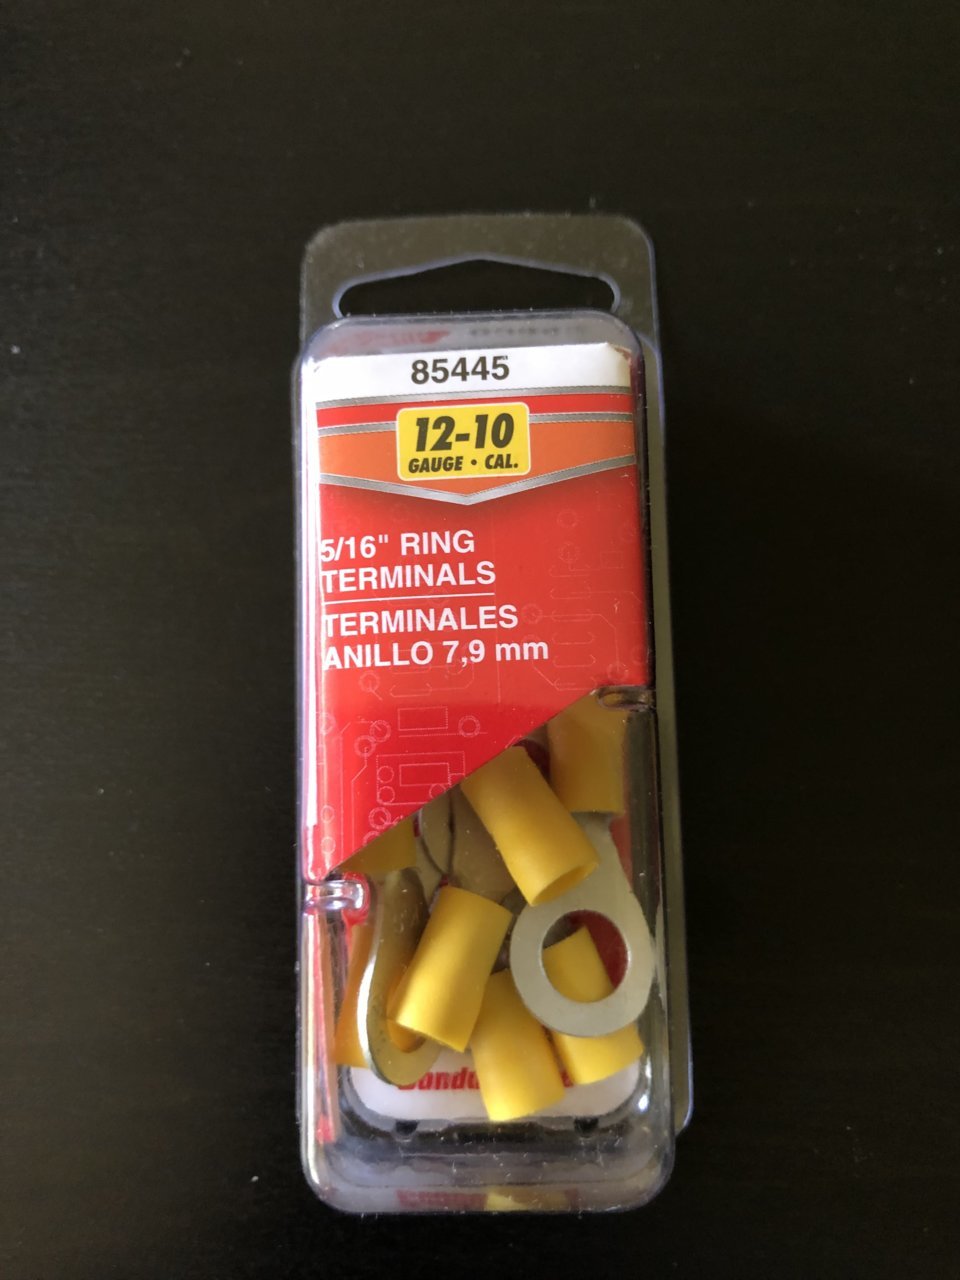 85445
12-10
GAUGE • CAL.
5/16" RING
TERMINALS
TERMINALES
ANILLO 7,9 mm